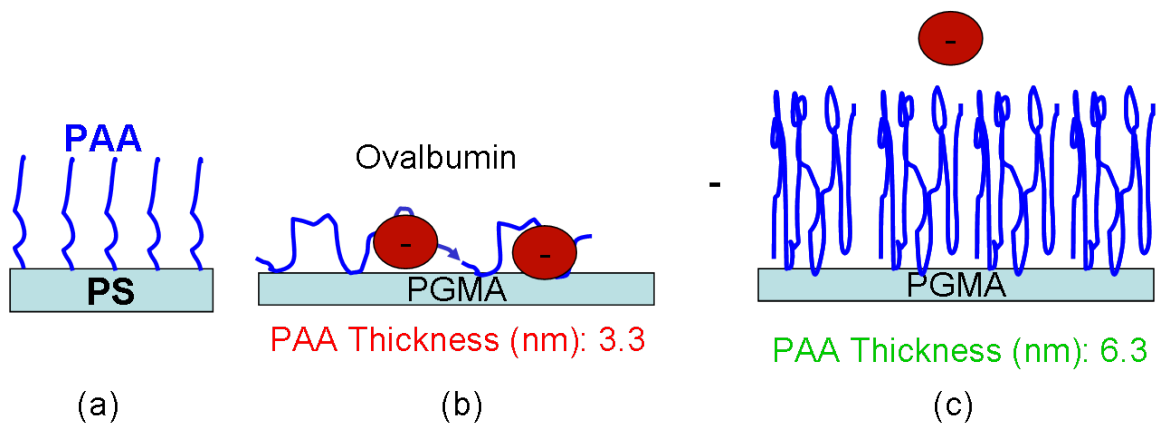 PAA
PS
(a)
Ovalbumin
-
-
PGMA
PAA Thickness (nm): 3.3
(b)
-
-
PGMA
PAA Thickness (nm): 6.3
(c)